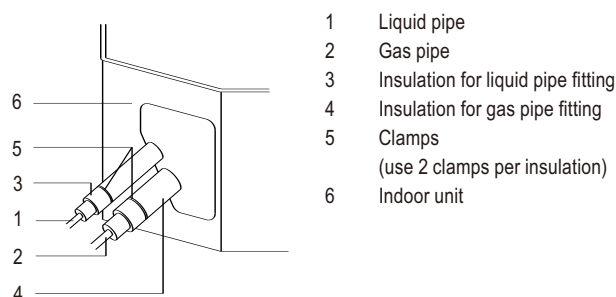 6
5
3
1
2
4
1 Liquid pipe
2 Gas pipe
3 Insulation for liquid pipe fitting
4 Insulation for gas pipe fitting
5 Clamps
(use 2 clamps per insulation)
6 Indoor unit